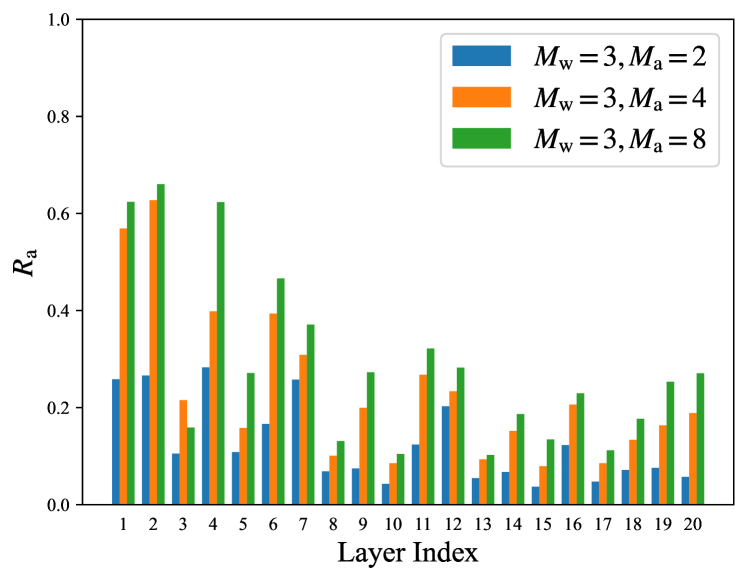 1.0
0.8
0.6
0.4
0.2
0.0
Rₐ
M_w = 3, M_a = 2
M_w = 3, M_a = 4
M_w = 3, M_a = 8
1 2 3 4 5 6 7 8 9 10 11 12 13 14 15 16 17 18 19 20
Layer Index